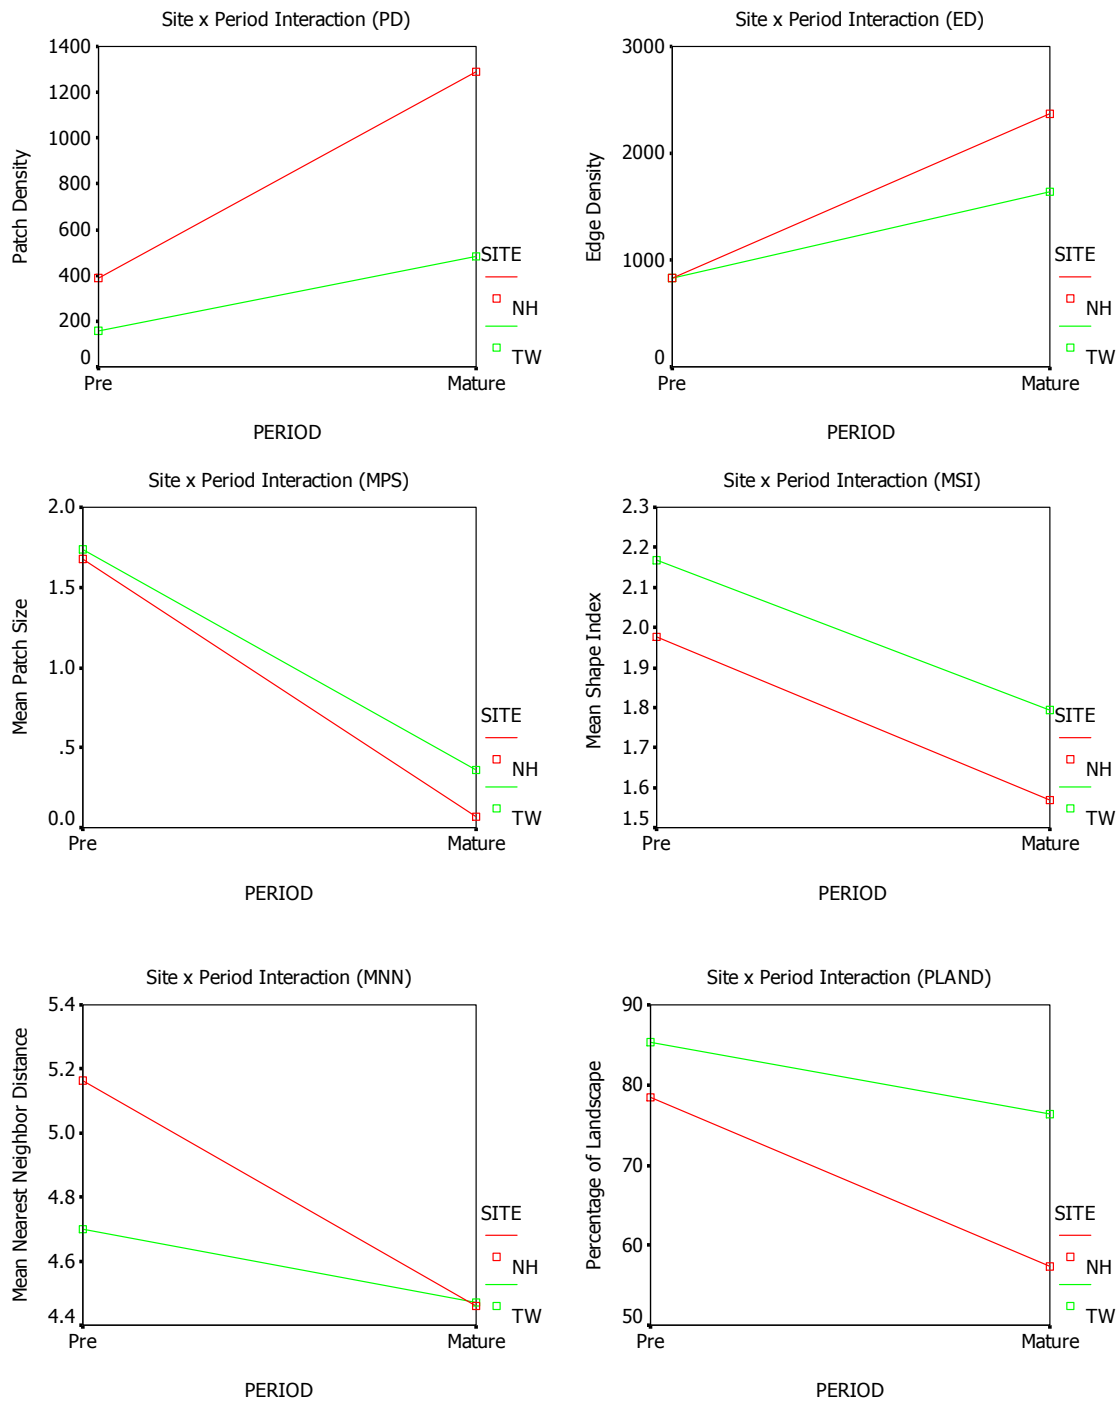 Site x Period Interaction (PD)
1400
1200
1000
800
600
400
200
0
Patch Density
Pre
Mature
PERIOD
SITE
NH
TW
Site x Period Interaction (ED)
3000
2000
1000
0
Edge Density
Pre
Mature
PERIOD
SITE
NH
TW
Site x Period Interaction (MPS)
2.0
1.5
1.0
.5
0.0
Mean Patch Size
Pre
Mature
PERIOD
SITE
NH
TW
Site x Period Interaction (MSI)
2.3
2.2
2.1
2.0
1.9
1.8
1.7
1.6
1.5
Mean Shape Index
Pre
Mature
PERIOD
SITE
NH
TW
Site x Period Interaction (MNN)
5.4
5.2
5.0
4.8
4.6
4.4
Mean Nearest Neighbor Distance
Pre
Mature
PERIOD
SITE
NH
TW
Site x Period Interaction (PLAND)
90
80
70
60
50
Percentage of Landscape
Pre
Mature
PERIOD
SITE
NH
TW